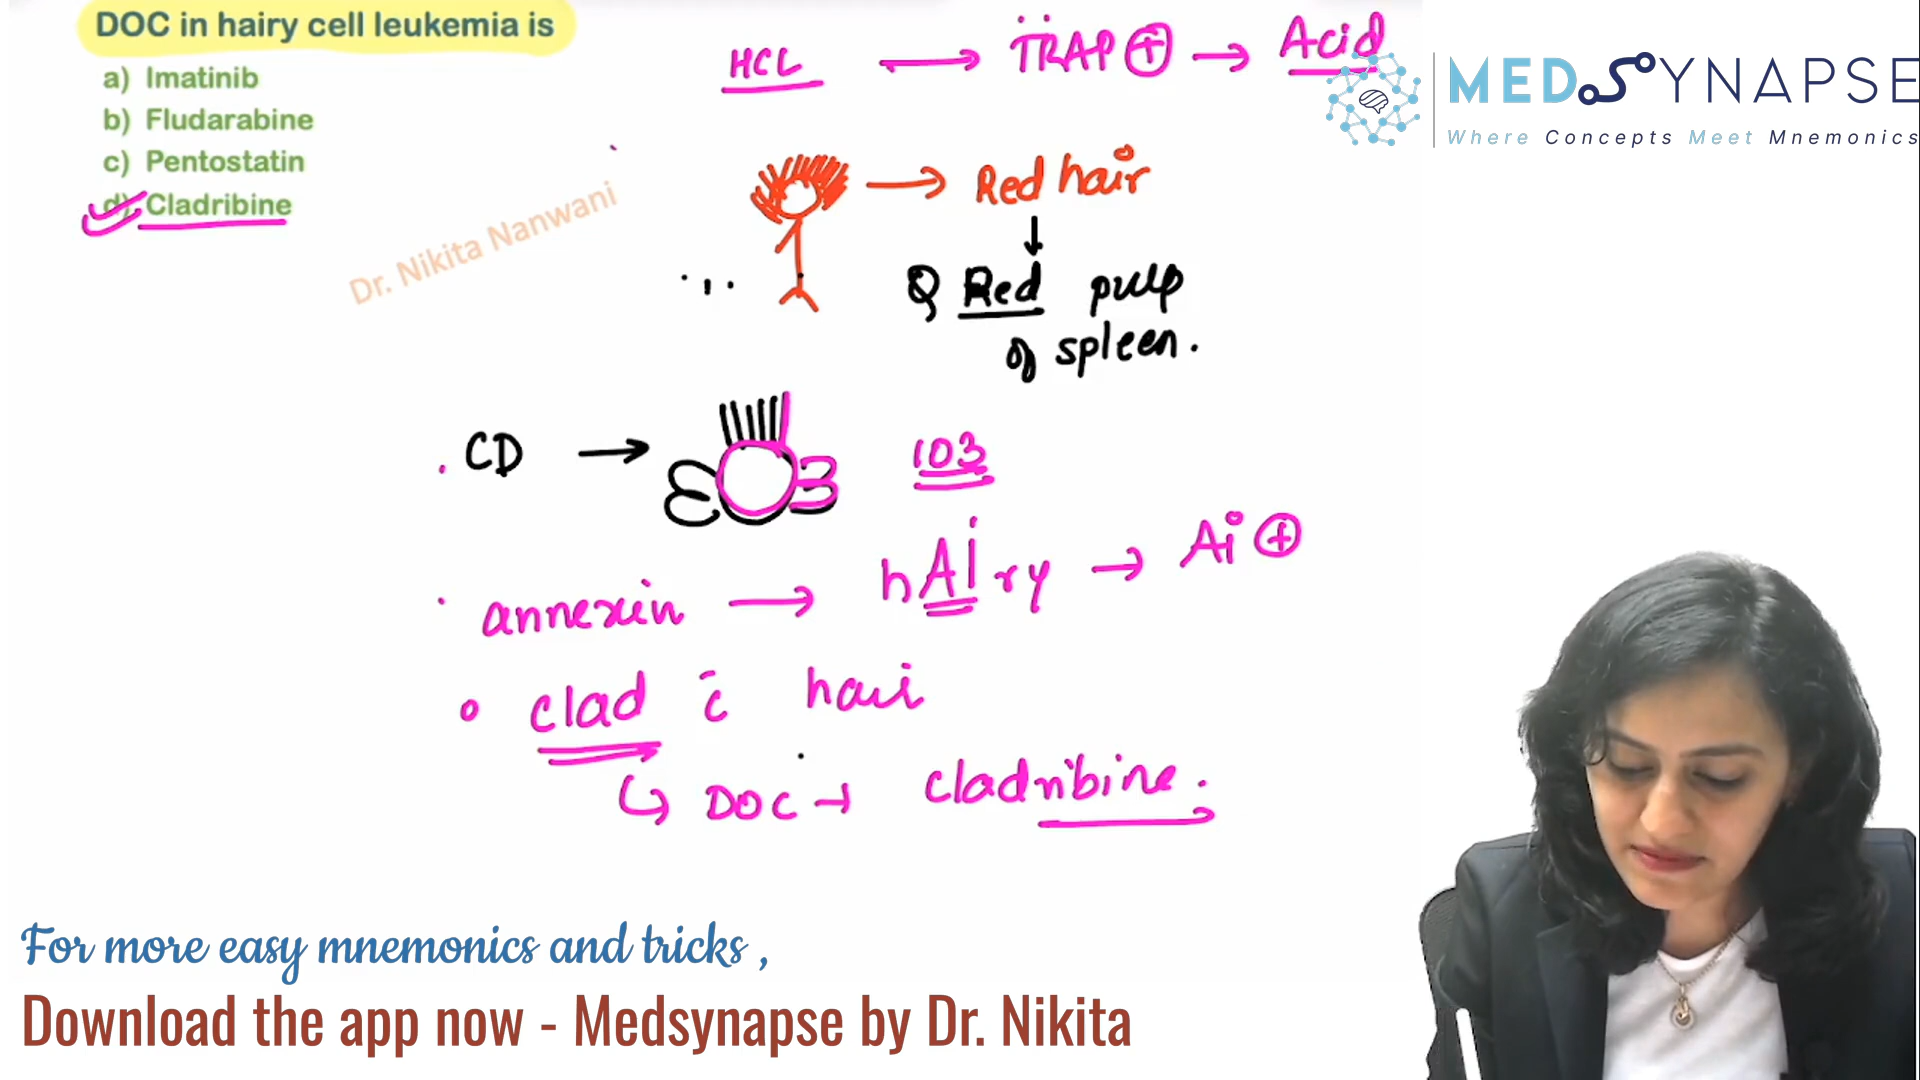 DOC in hairy cell leukemia is
a) Imatinib
b) Fludarabine
c) Pentostatin
d) Cladribine
Dr. Nikita Nanwani
HCL → TRAP ⊕ → Acid
→ Red hair
↓
Q Red pulp
of spleen.
. CD → 103
. annexin → hAIry → Ai ⊕
clad c̄ hair
↳ DOC → Cladribine.
MEDSYNAPSE
Where Concepts Meet Mnemonics
For more easy mnemonics and tricks ,
Download the app now - Medsynapse by Dr. Nikita